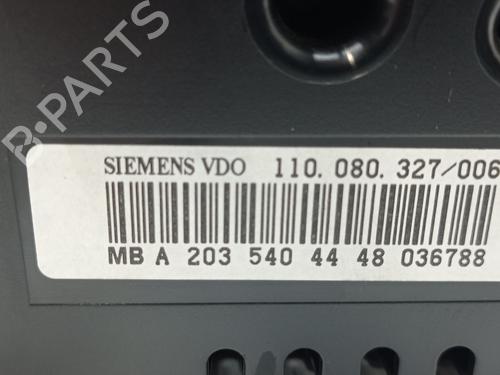 B-PARTS
SIEMENS VDO 110. 080. 327/006
MB A 203 540 44 48 036788